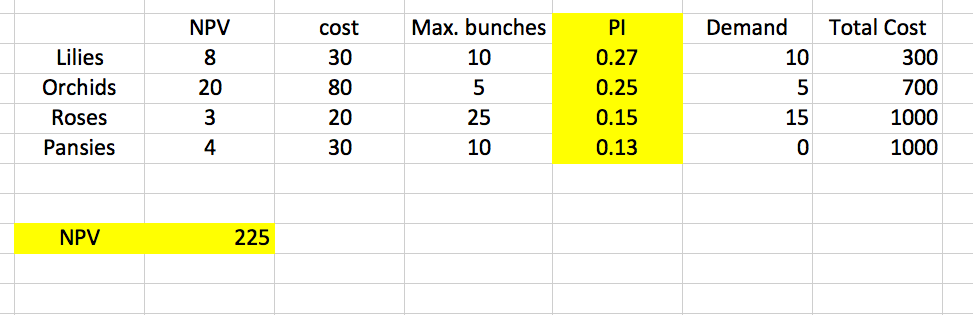 NPV cost Max. bunches PI Demand Total Cost
Lilies 8 30 10 0.27 10 300
Orchids 20 80 5 0.25 5 700
Roses 3 20 25 0.15 15 1000
Pansies 4 30 10 0.13 0 1000
NPV 225